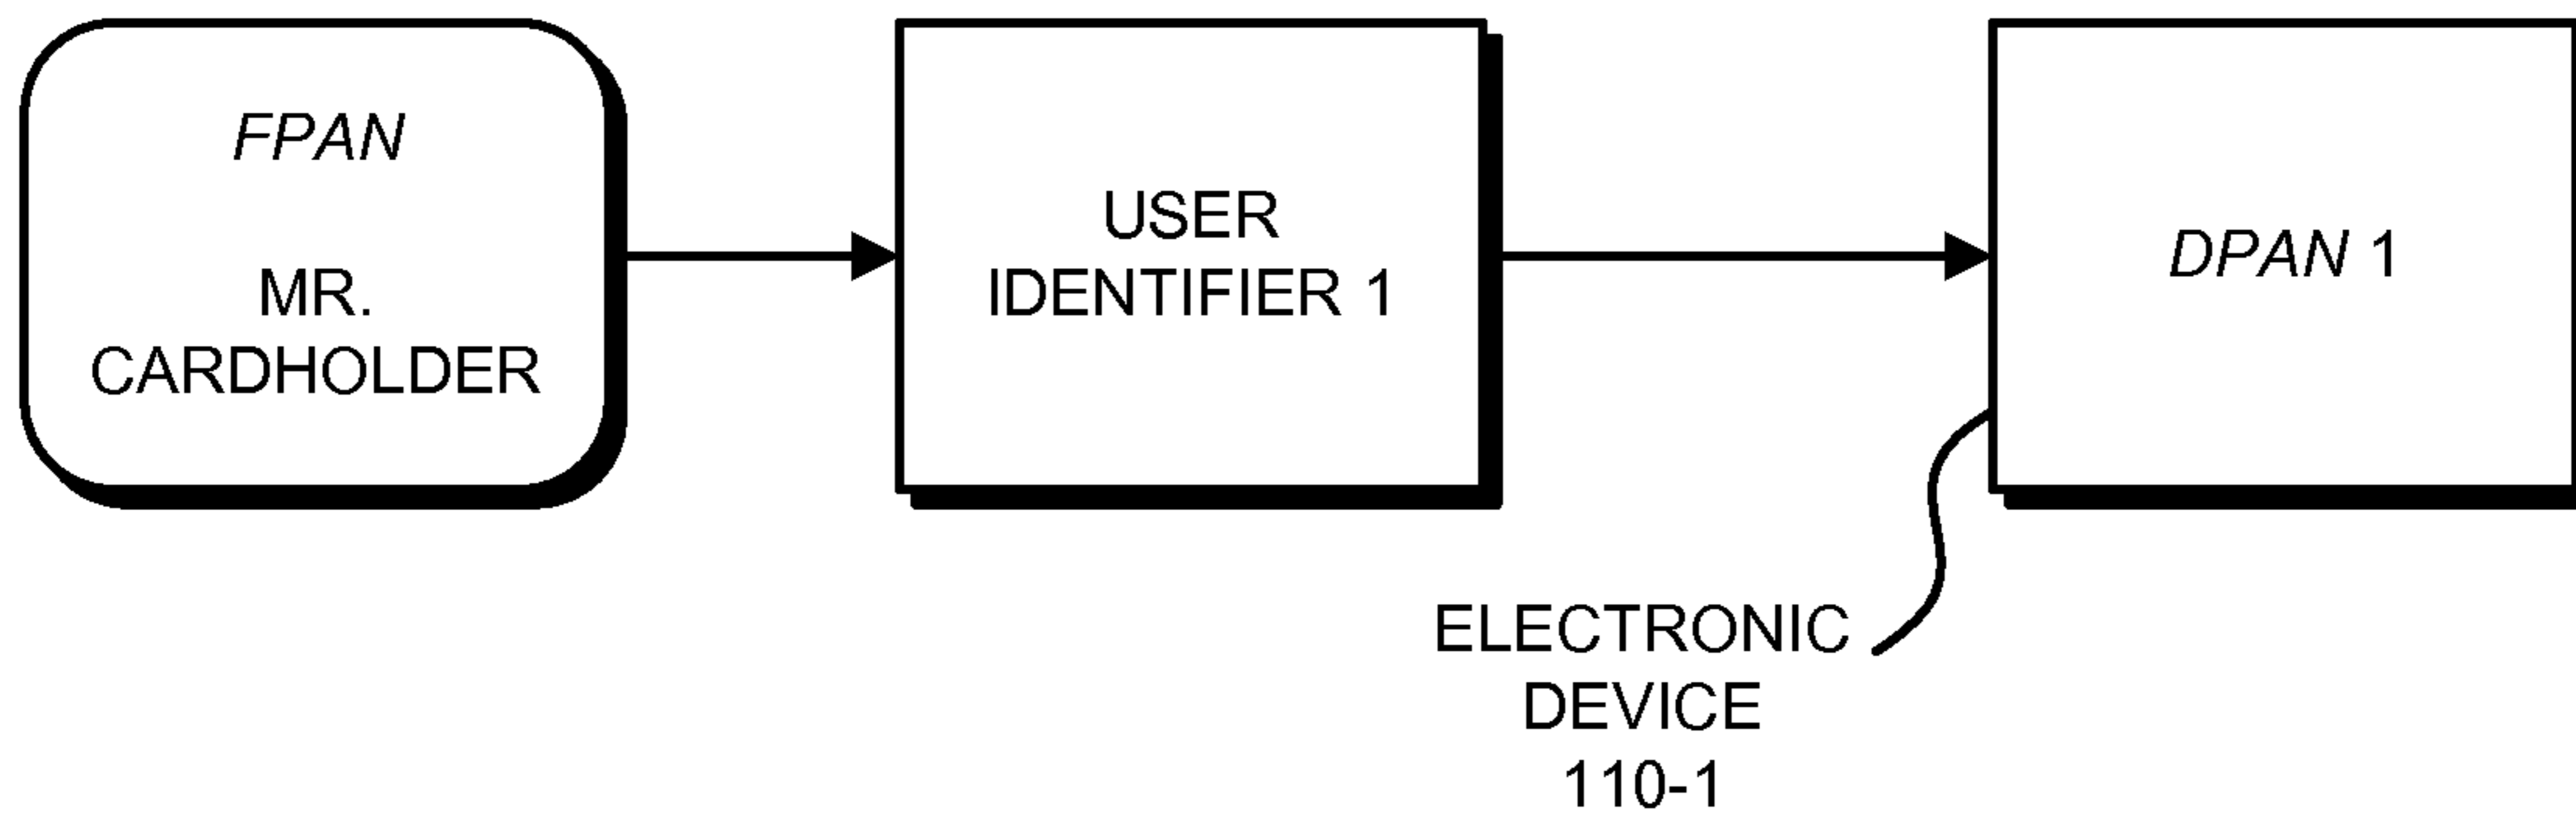 FPAN
MR.
CARDHOLDER
USER
IDENTIFIER 1
DPAN 1
ELECTRONIC
DEVICE
110-1